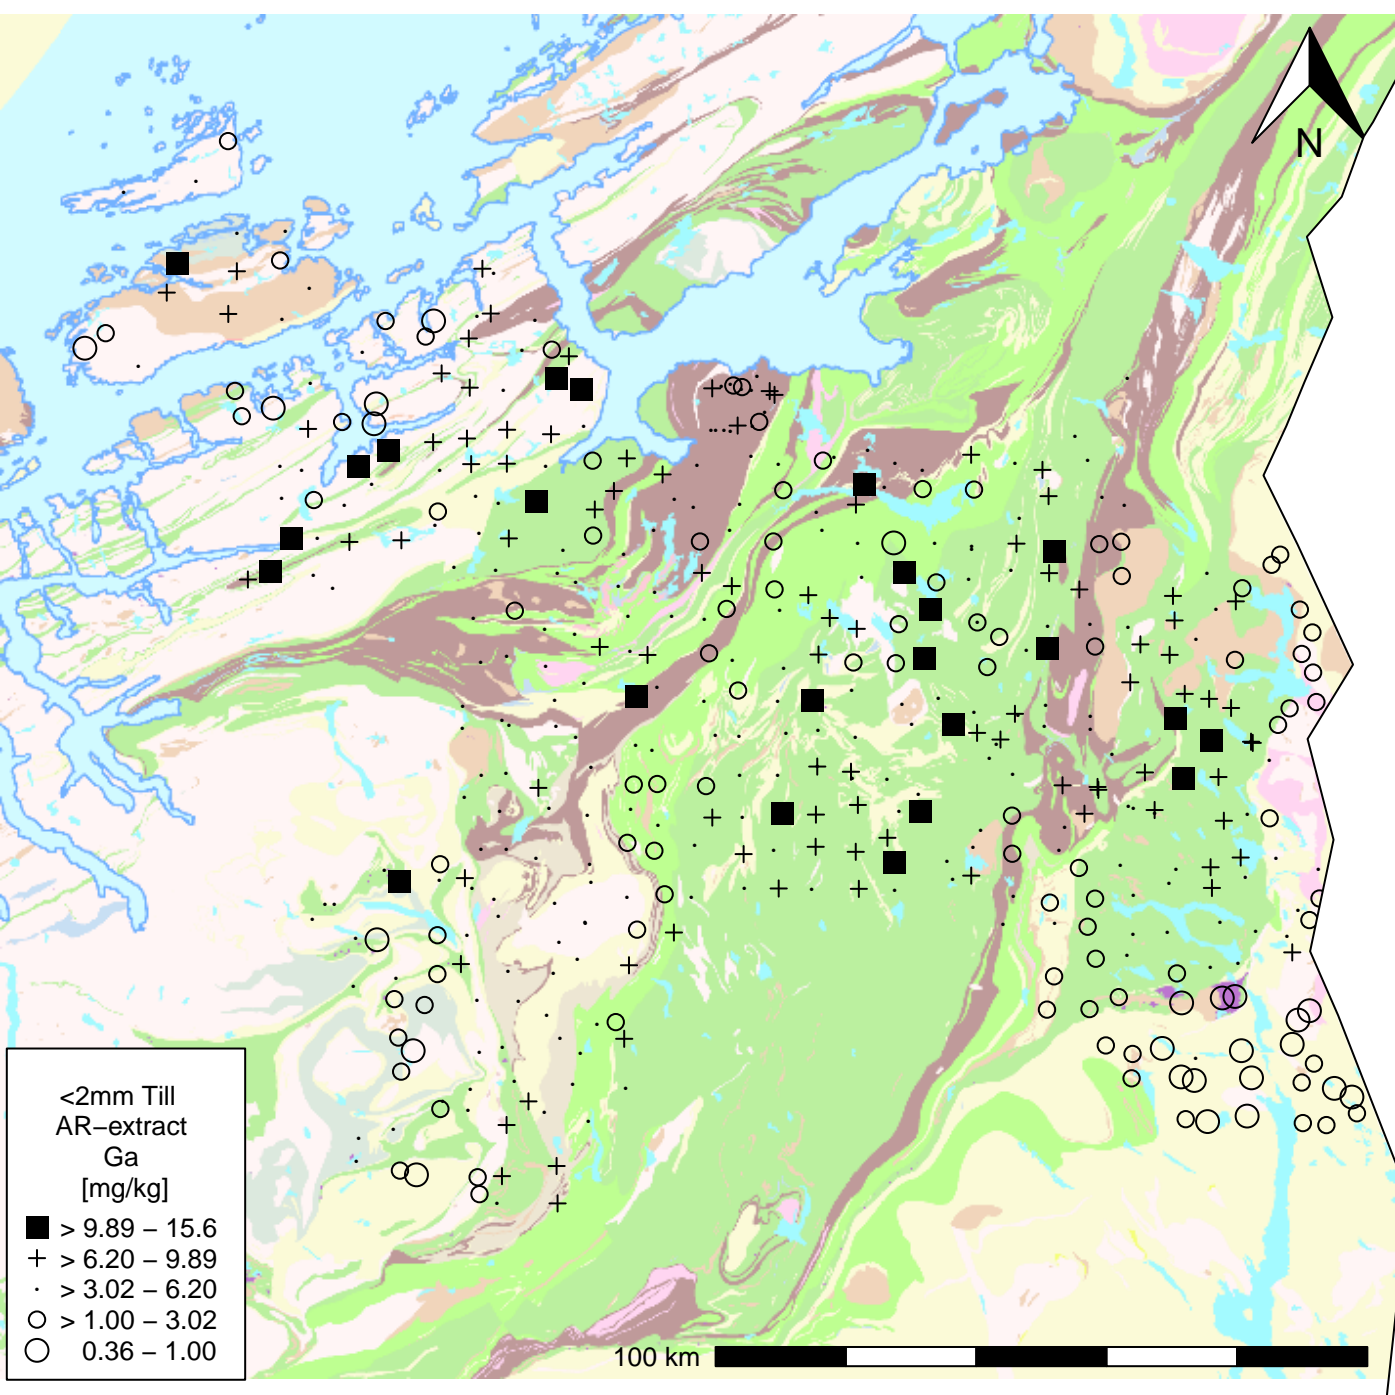 N
<2mm Till
AR−extract
Ga
[mg/kg]
> 9.89 − 15.6
> 6.20 − 9.89
> 3.02 − 6.20
> 1.00 − 3.02
0.36 − 1.00
100 km